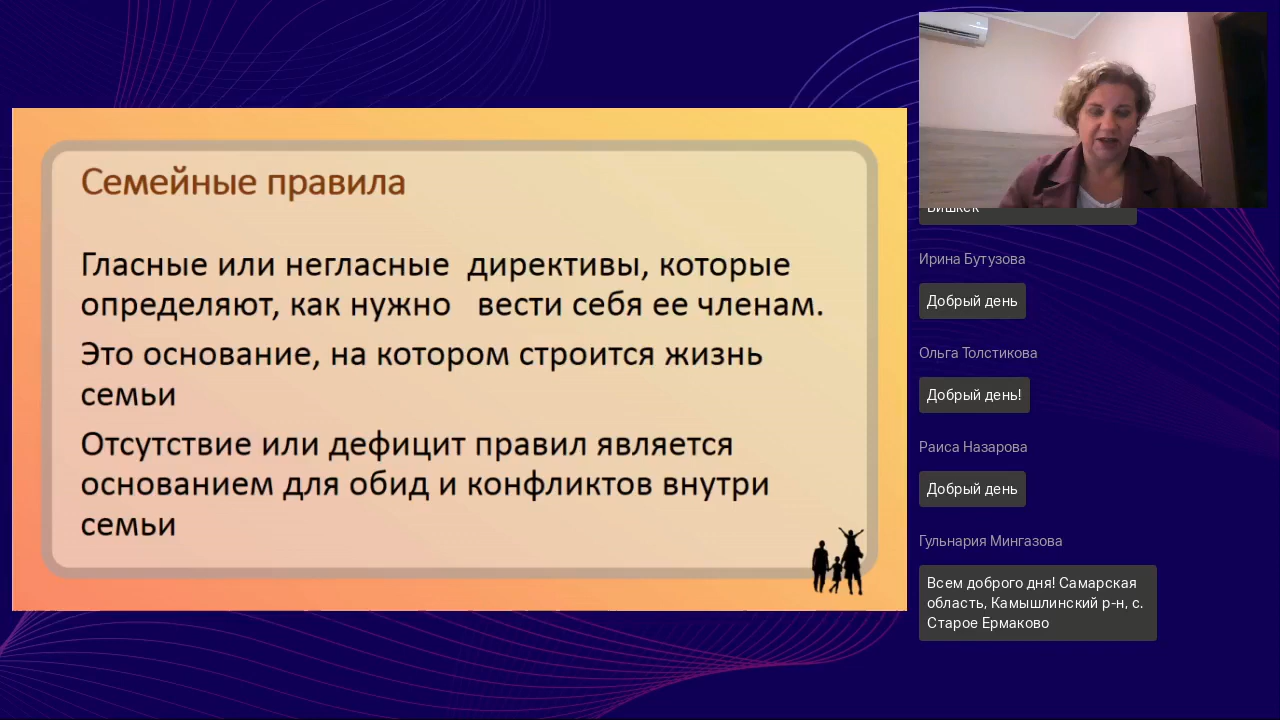 Семейные правила
Гласные или негласные директивы, которые
определяют, как нужно вести себя ее членам.
Это основание, на котором строится жизнь
семьи
Отсутствие или дефицит правил является
основанием для обид и конфликтов внутри
семьи
Бишкек
Ирина Бутузова
Добрый день
Ольга Толстикова
Добрый день!
Раиса Назарова
Добрый день
Гульнария Мингазова
Всем доброго дня! Самарская
область, Камышлинский р-н, с.
Старое Ермаково